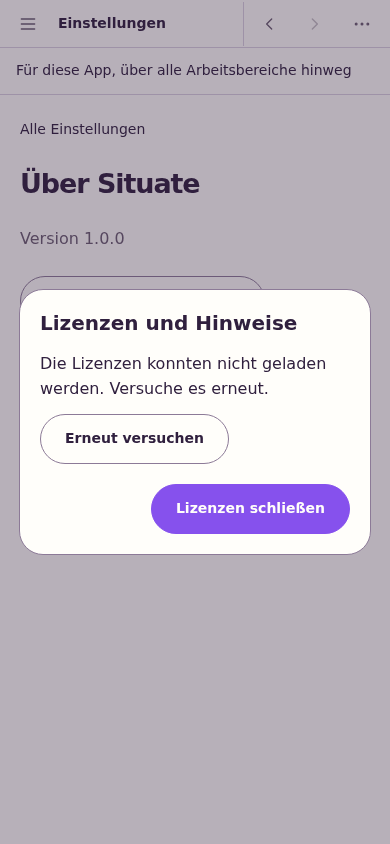 Einstellungen
Für diese App, über alle Arbeitsbereiche hinweg
Alle Einstellungen
Über Situate
Version 1.0.0
Lizenzen und Hinweise
Die Lizenzen konnten nicht geladen
werden. Versuche es erneut.
Erneut versuchen
Lizenzen schließen